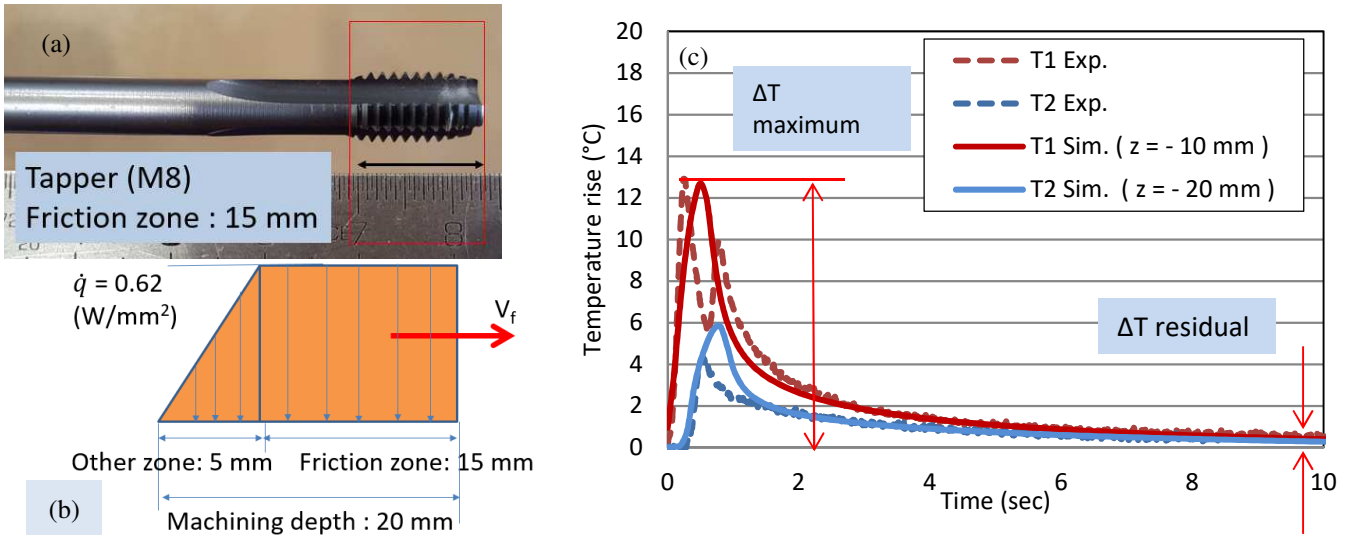 (a)
Tapper (M8)
Friction zone : 15 mm
20
8
q̇ = 0.62
(W/mm²)
V_f
Other zone: 5 mm
Friction zone: 15 mm
Machining depth : 20 mm
(b)
(c)
Temperature rise (°C)
20
18
16
14
12
10
8
6
4
2
0
ΔT
maximum
T1 Exp.
T2 Exp.
T1 Sim. ( z = - 10 mm )
T2 Sim. ( z = - 20 mm )
ΔT residual
0
2
4
6
8
10
Time (sec)